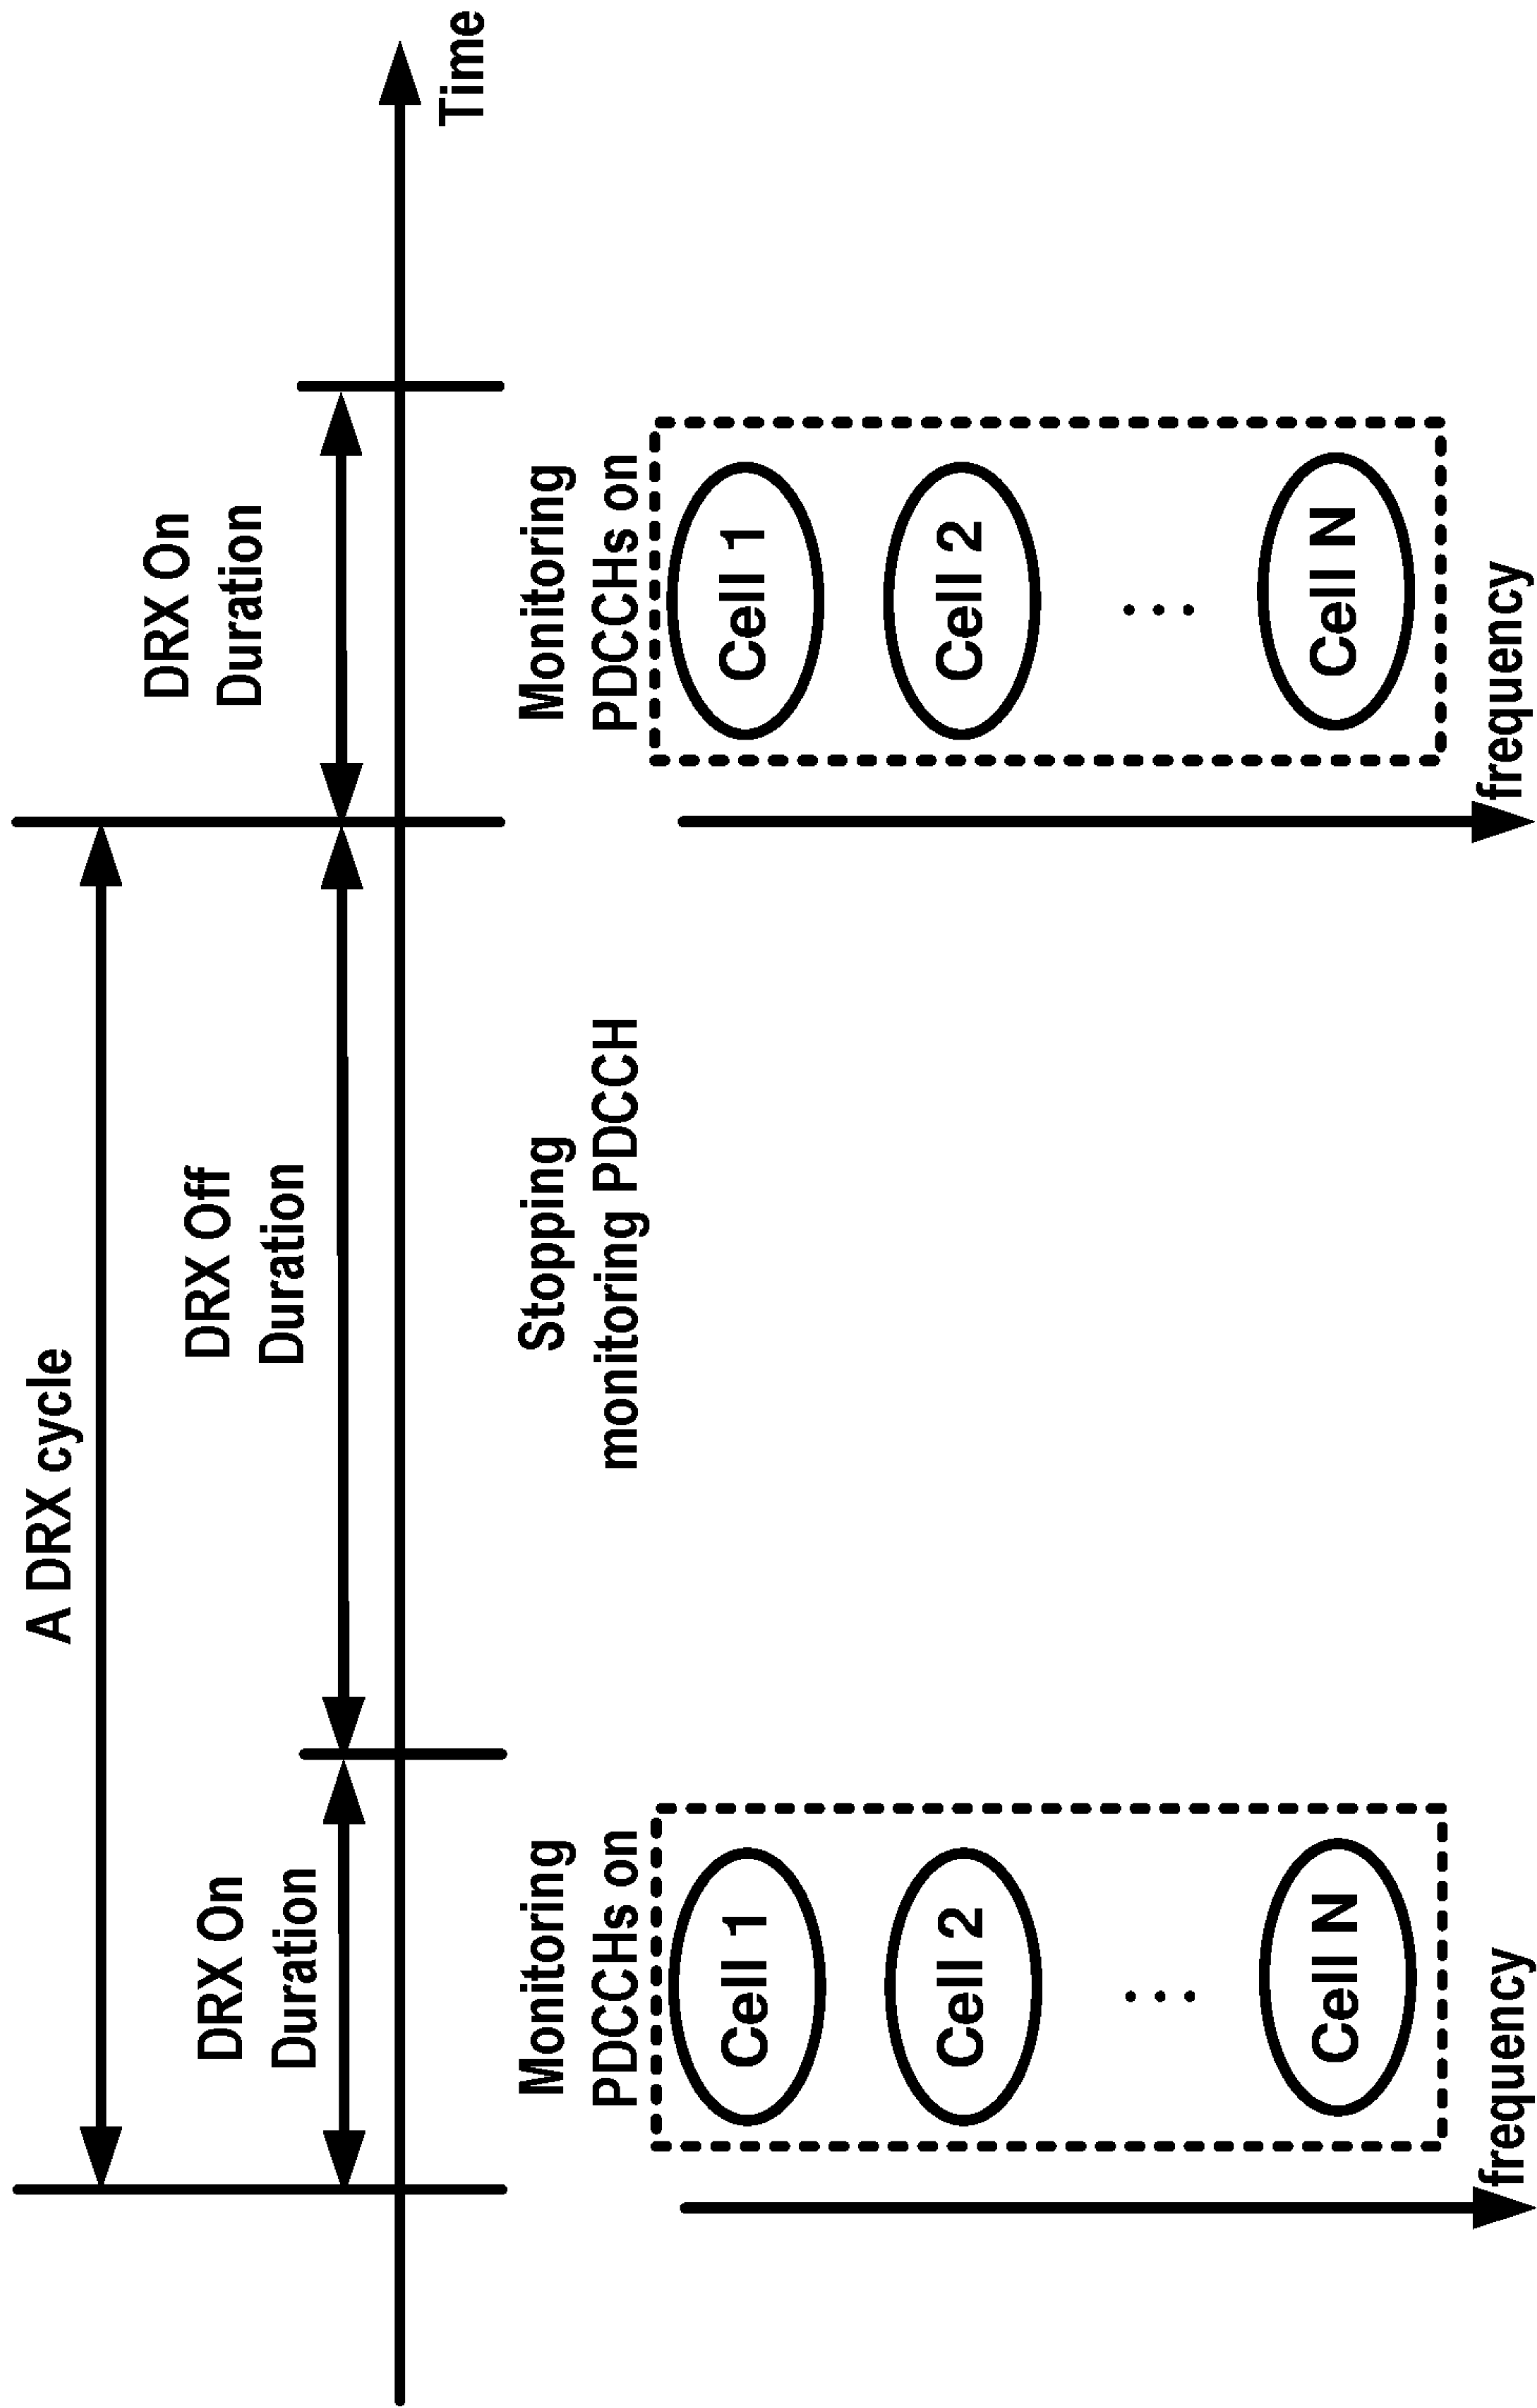 A DRX cycle
DRX On
Duration
DRX Off
Duration
DRX On
Duration
Time
Monitoring
PDCCHs on
Stopping
monitoring PDCCH
Monitoring
PDCCHs on
Cell 1
Cell 2
...
Cell N
frequency
Cell 1
Cell 2
...
Cell N
frequency